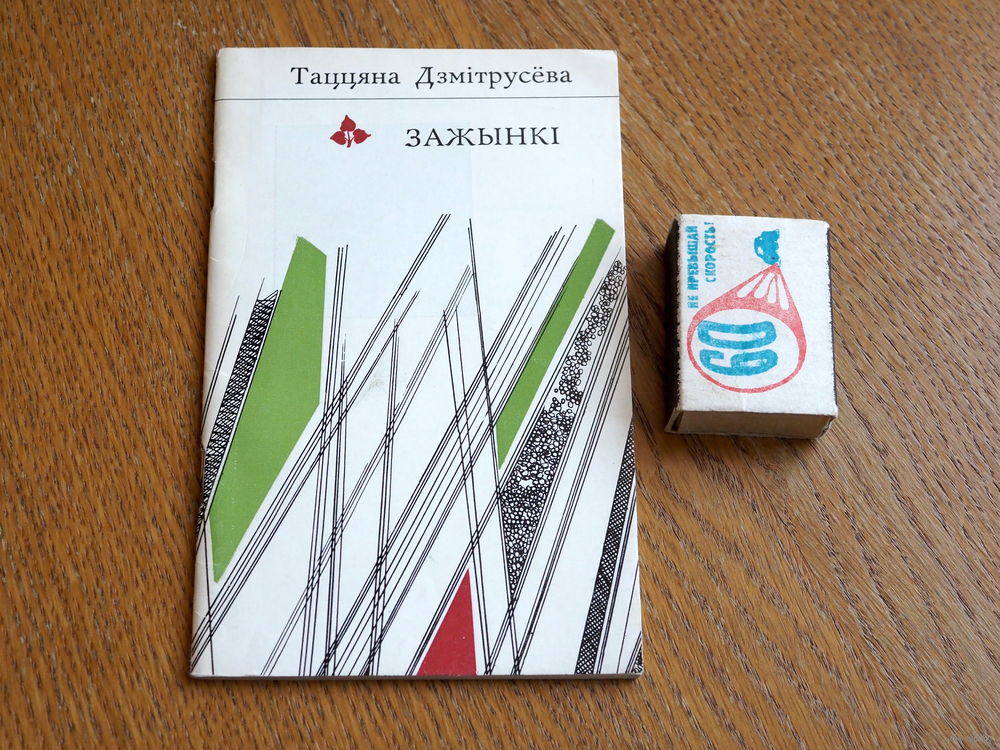 Таццяна Дзмітрусёва
ЗАЖЫНКІ
НЕ ПРЕВЫШАЙ
СКОРОСТЬ!
60